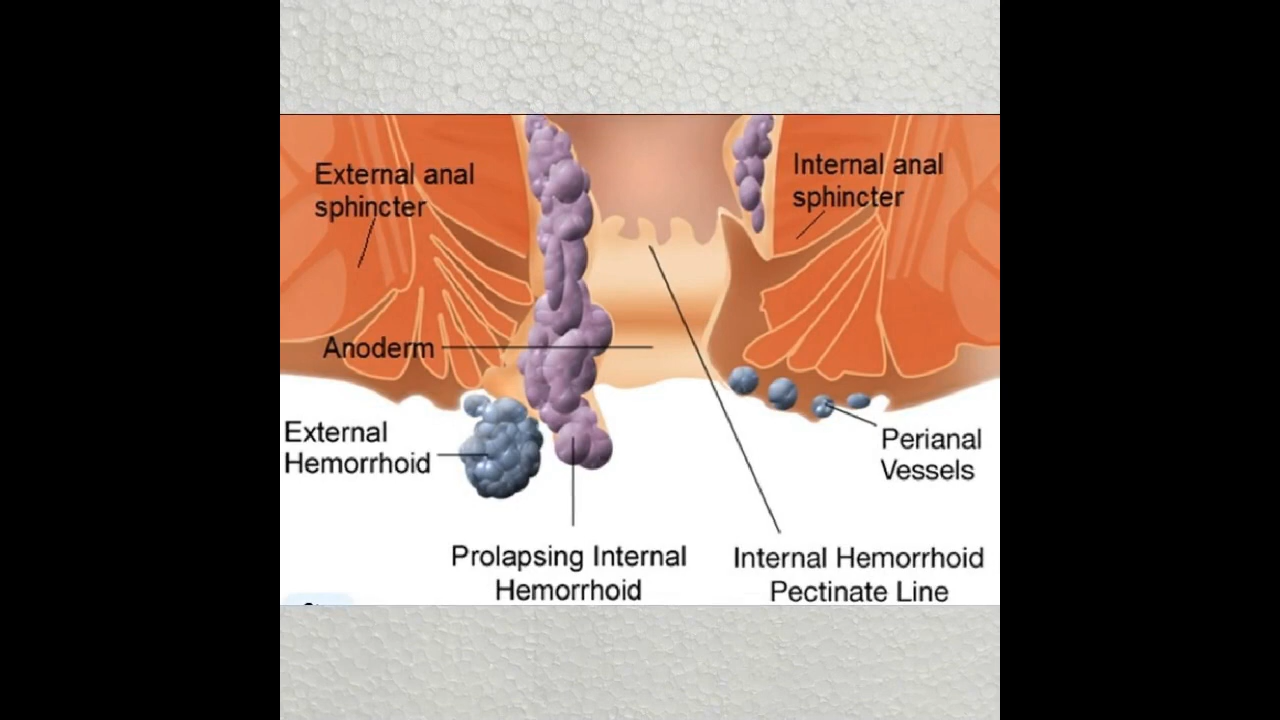 External anal
sphincter
Internal anal
sphincter
Anoderm
External
Hemorrhoid
Perianal
Vessels
Prolapsing Internal
Hemorrhoid
Internal Hemorrhoid
Pectinate Line